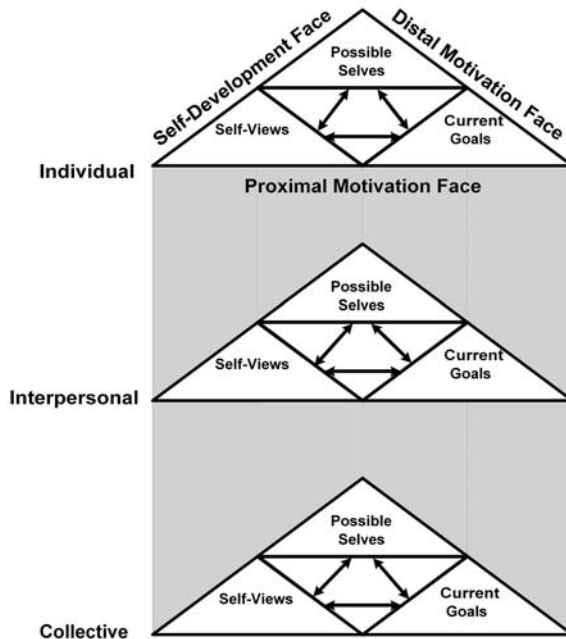 Self-Development Face
Distal Motivation Face
Possible
Selves
Self-Views
Current
Goals
Individual
Proximal Motivation Face
Possible
Selves
Self-Views
Current
Goals
Interpersonal
Possible
Selves
Self-Views
Current
Goals
Collective